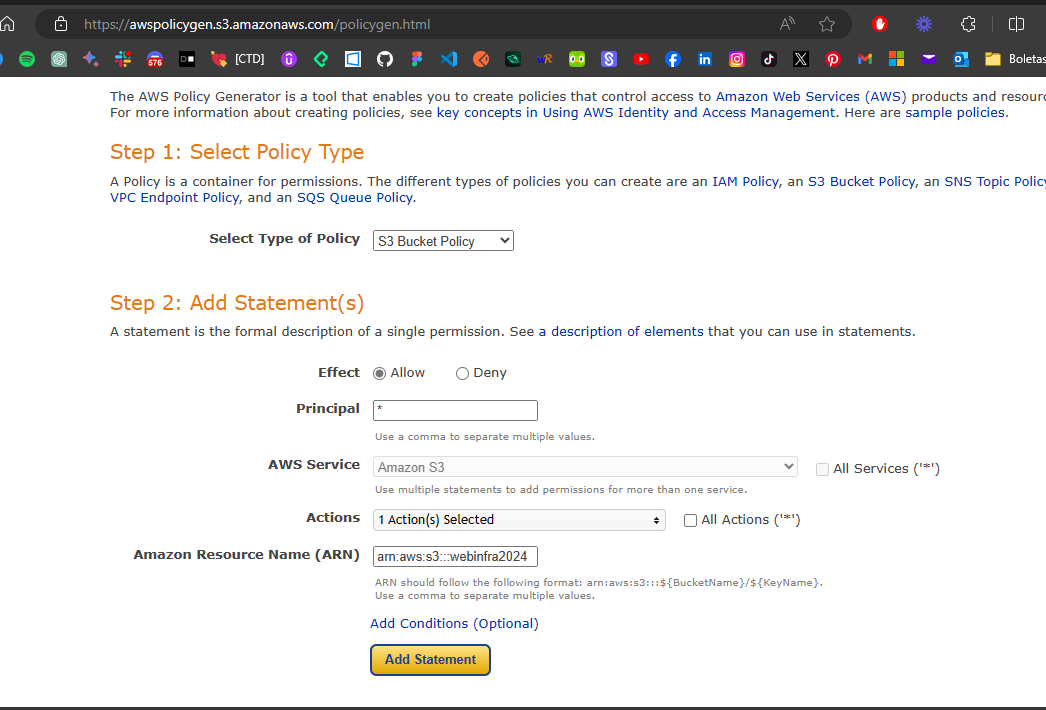 https://awspolicygen.s3.amazonaws.com/policygen.html
576
[CTD]
Boletas
The AWS Policy Generator is a tool that enables you to create policies that control access to Amazon Web Services (AWS) products and
For more information about creating policies, see key concepts in Using AWS Identity and Access Management. Here are sample policies.
Step 1: Select Policy Type
A Policy is a container for permissions. The different types of policies you can create are an IAM Policy, an S3 Bucket Policy, an SNS Topic Policy
VPC Endpoint Policy, and an SQS Queue Policy.
Select Type of Policy S3 Bucket Policy
Step 2: Add Statement(s)
A statement is the formal description of a single permission. See a description of elements that you can use in statements.
Effect Allow Deny
Principal *
Use a comma to separate multiple values.
AWS Service Amazon S3 All Services ('*')
Use multiple statements to add permissions for more than one service.
Actions 1 Action(s) Selected All Actions ('*')
Amazon Resource Name (ARN) arn:aws:s3:::webinfra2024
ARN should follow the following format: arn:aws:s3:::${BucketName}/${KeyName}.
Use a comma to separate multiple values.
Add Conditions (Optional)
Add Statement